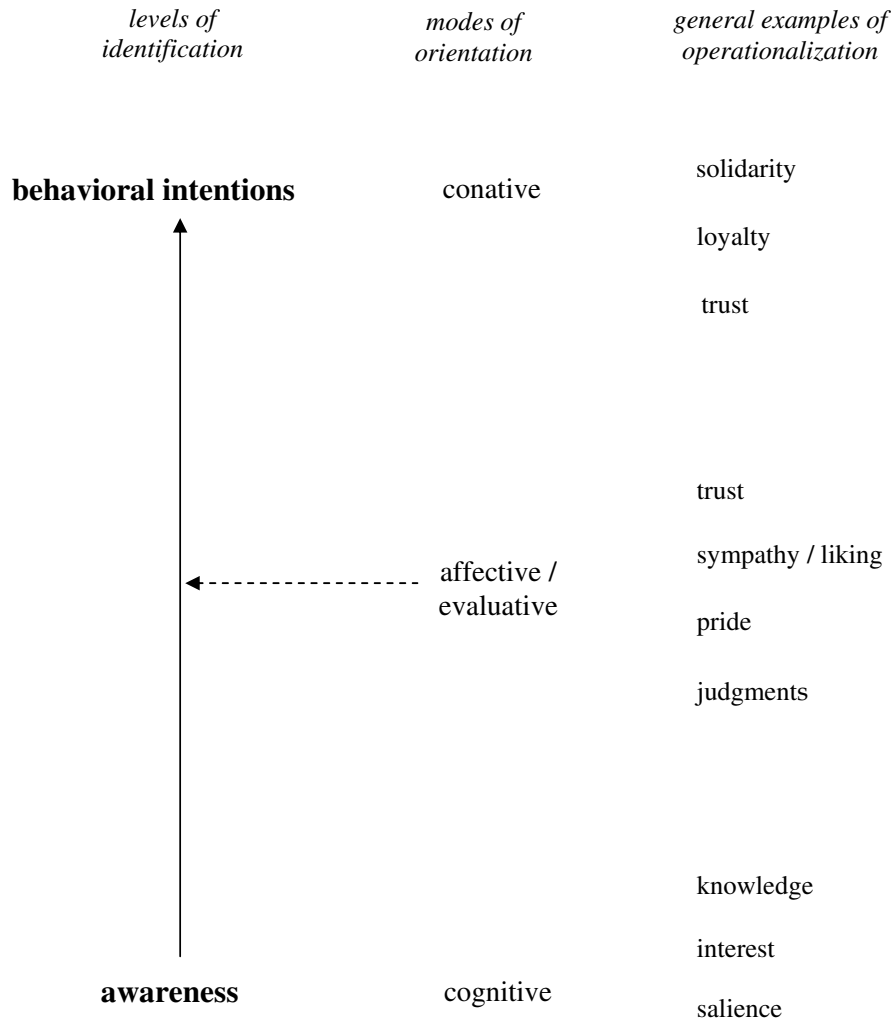 levels of
identification
modes of
orientation
general examples of
operationalization
behavioral intentions
conative
solidarity
loyalty
trust
trust
sympathy / liking
affective /
evaluative
pride
judgments
knowledge
interest
awareness
cognitive
salience